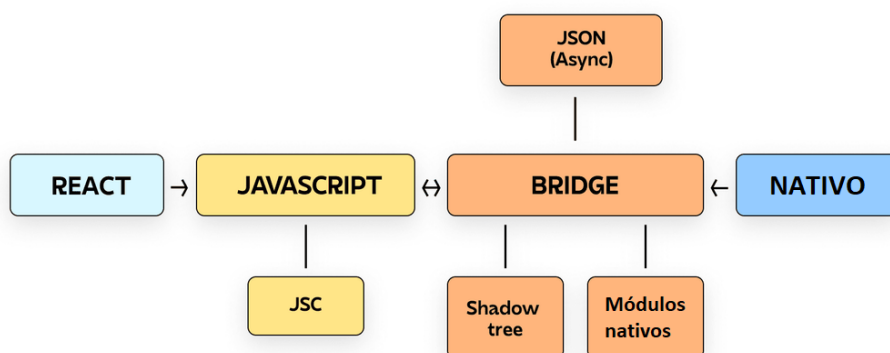 JSON
(Async)
REACT
JAVASCRIPT
BRIDGE
NATIVO
JSC
Shadow
tree
Módulos
nativos